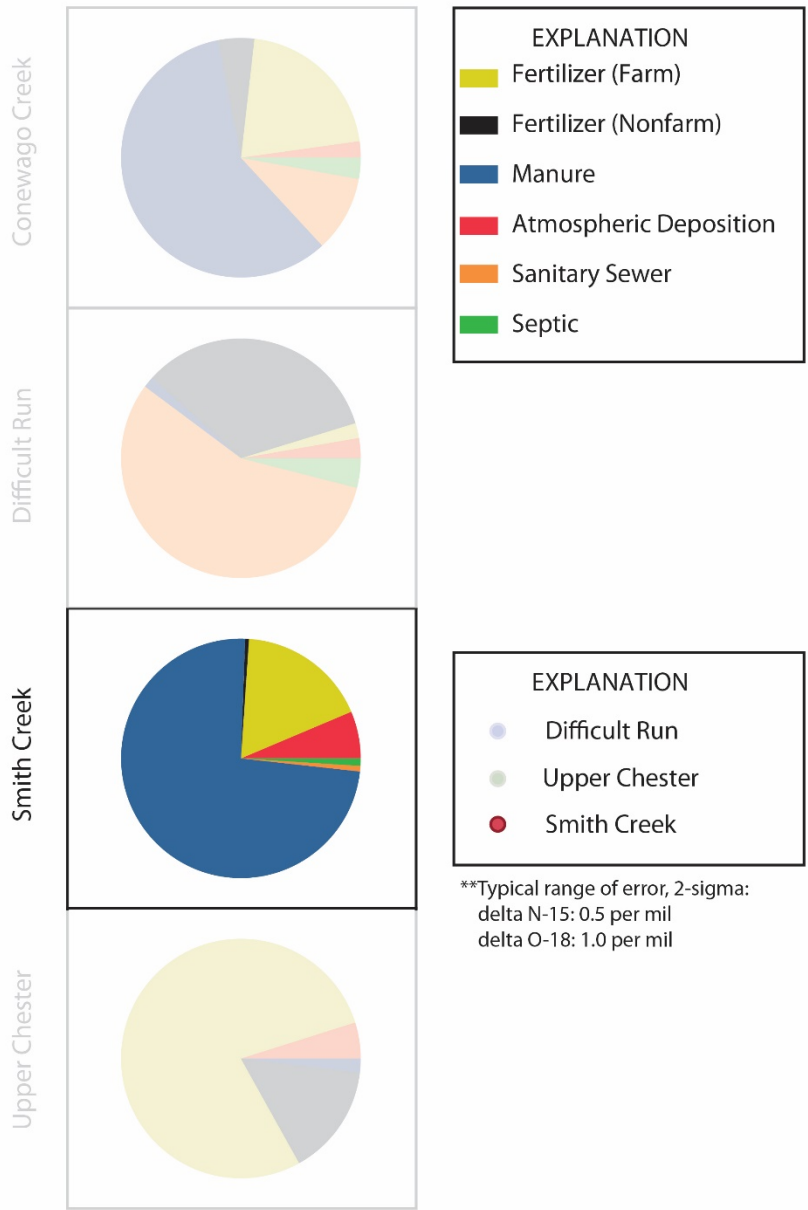 Conewago Creek
Difficult Run
Smith Creek
Upper Chester
EXPLANATION
Fertilizer (Farm)
Fertilizer (Nonfarm)
Manure
Atmospheric Deposition
Sanitary Sewer
Septic
EXPLANATION
Difficult Run
Upper Chester
Smith Creek
**Typical range of error, 2-sigma:
delta N-15: 0.5 per mil
delta O-18: 1.0 per mil